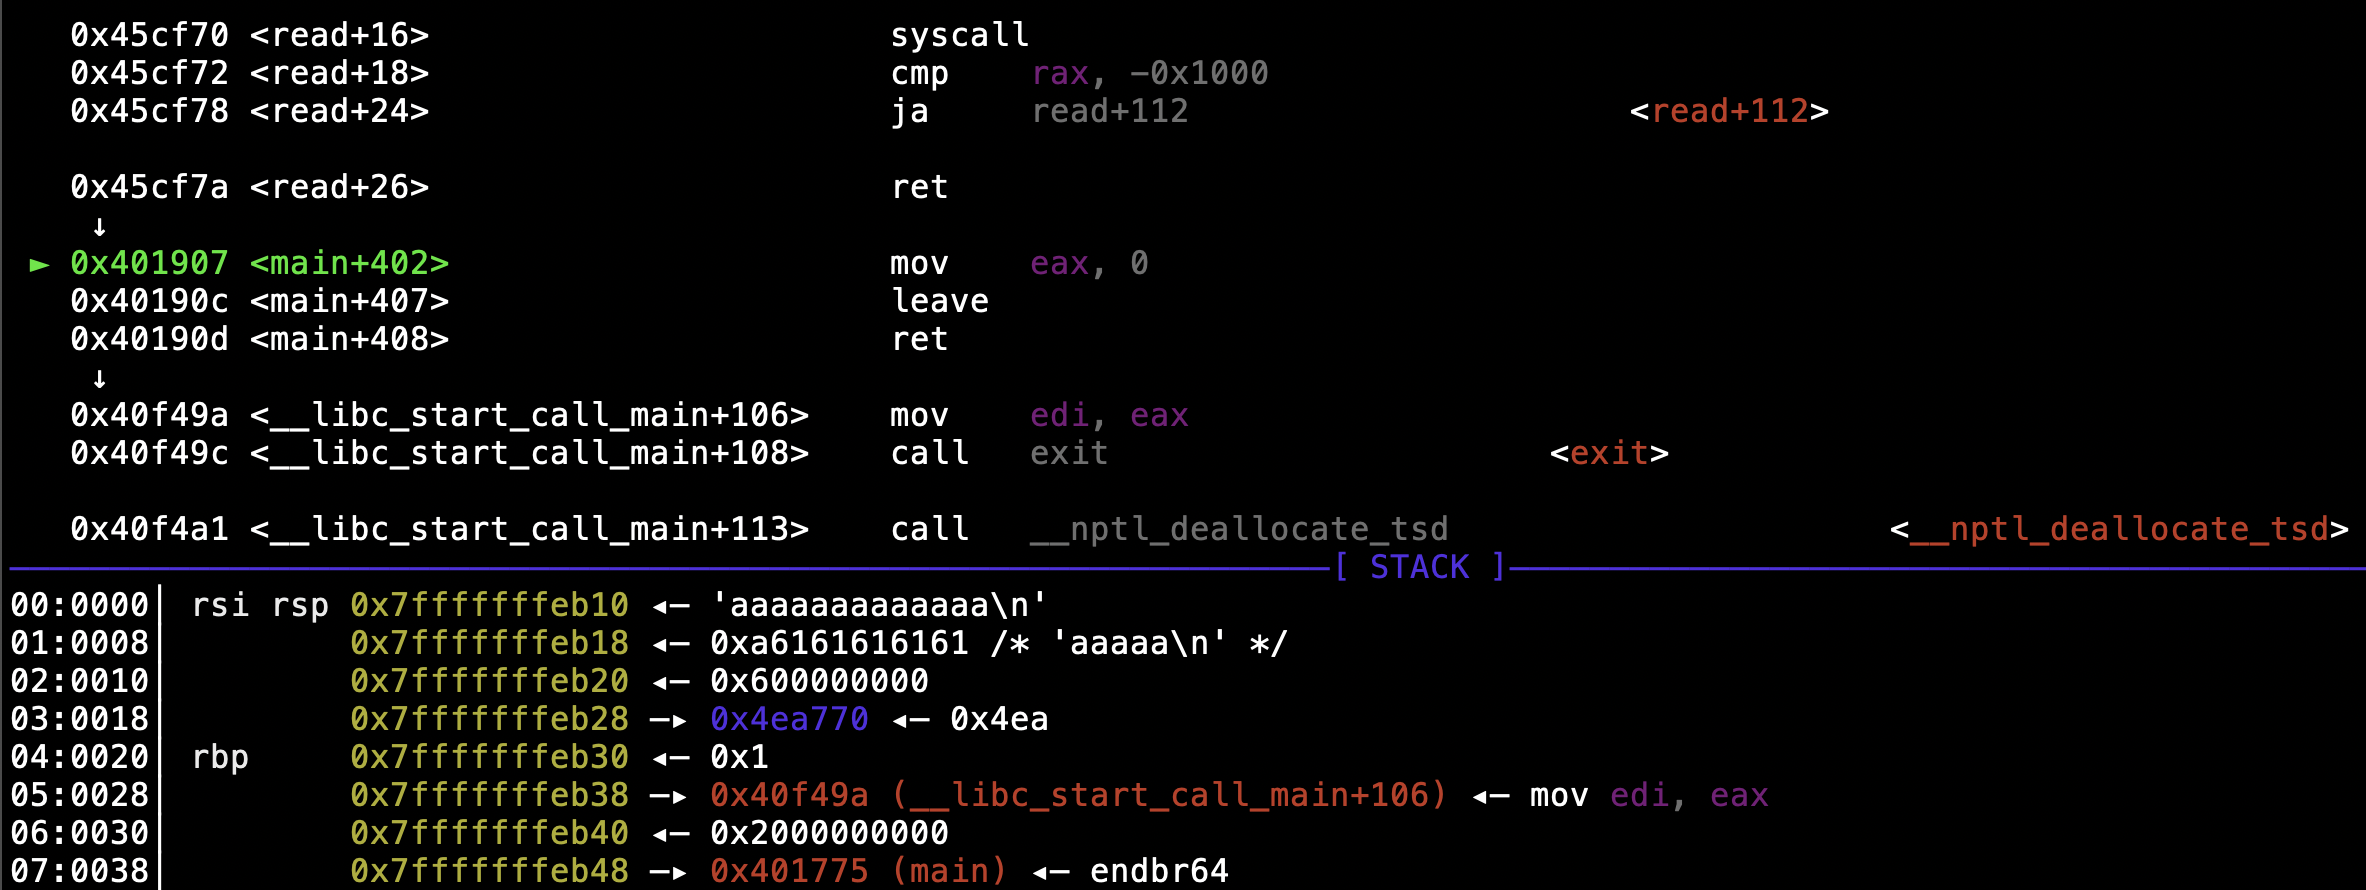 0x45cf70 <read+16> syscall
0x45cf72 <read+18> cmp rax, -0x1000
0x45cf78 <read+24> ja read+112 <read+112>
0x45cf7a <read+26> ret
↓
► 0x401907 <main+402> mov eax, 0
0x40190c <main+407> leave
0x40190d <main+408> ret
↓
0x40f49a <__libc_start_call_main+106> mov edi, eax
0x40f49c <__libc_start_call_main+108> call exit <exit>
0x40f4a1 <__libc_start_call_main+113> call __nptl_deallocate_tsd <__nptl_deallocate_tsd>
[ STACK ]
00:0000│ rsi rsp 0x7fffffffeb10 ◂— 'aaaaaaaaaaaaa\n'
01:0008│ 0x7fffffffeb18 ◂— 0xa6161616161 /* 'aaaaa\n' */
02:0010│ 0x7fffffffeb20 ◂— 0x600000000
03:0018│ 0x7fffffffeb28 —▸ 0x4ea770 ◂— 0x4ea
04:0020│ rbp 0x7fffffffeb30 ◂— 0x1
05:0028│ 0x7fffffffeb38 —▸ 0x40f49a (__libc_start_call_main+106) ◂— mov edi, eax
06:0030│ 0x7fffffffeb40 ◂— 0x2000000000
07:0038│ 0x7fffffffeb48 —▸ 0x401775 (main) ◂— endbr64